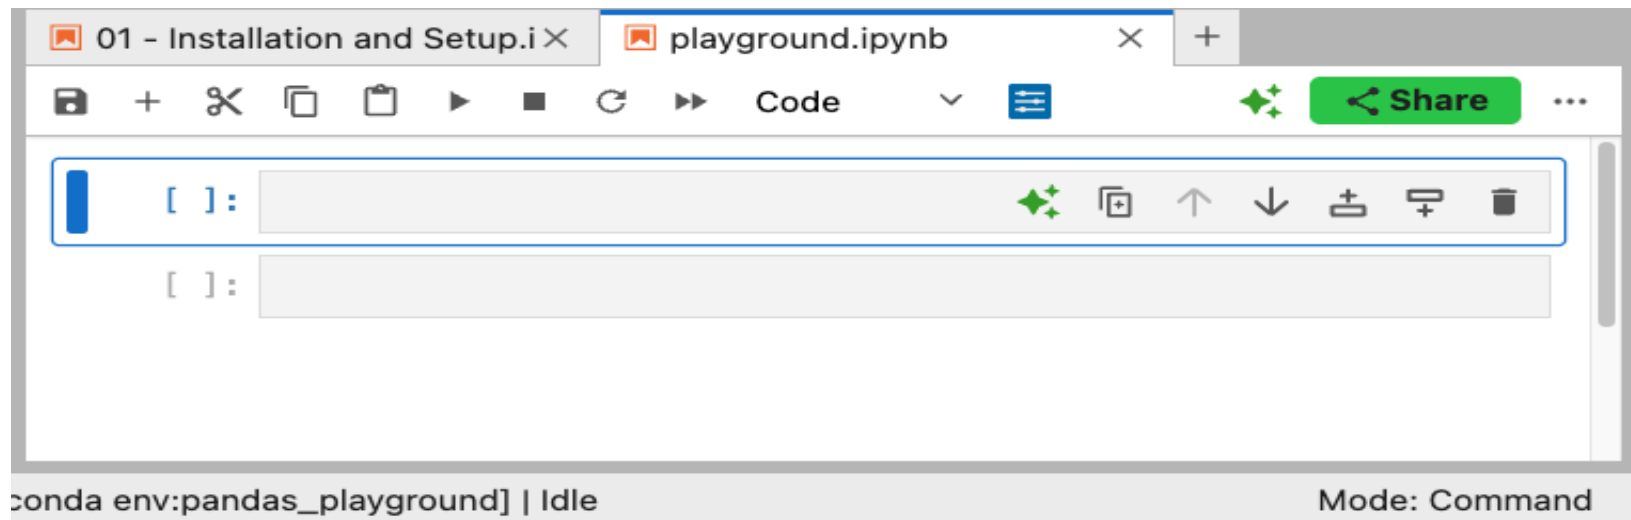 01 - Installation and Setup.i
playground.ipynb
Code
Share
[ ]:
[ ]:
conda env:pandas_playground] | Idle
Mode: Command